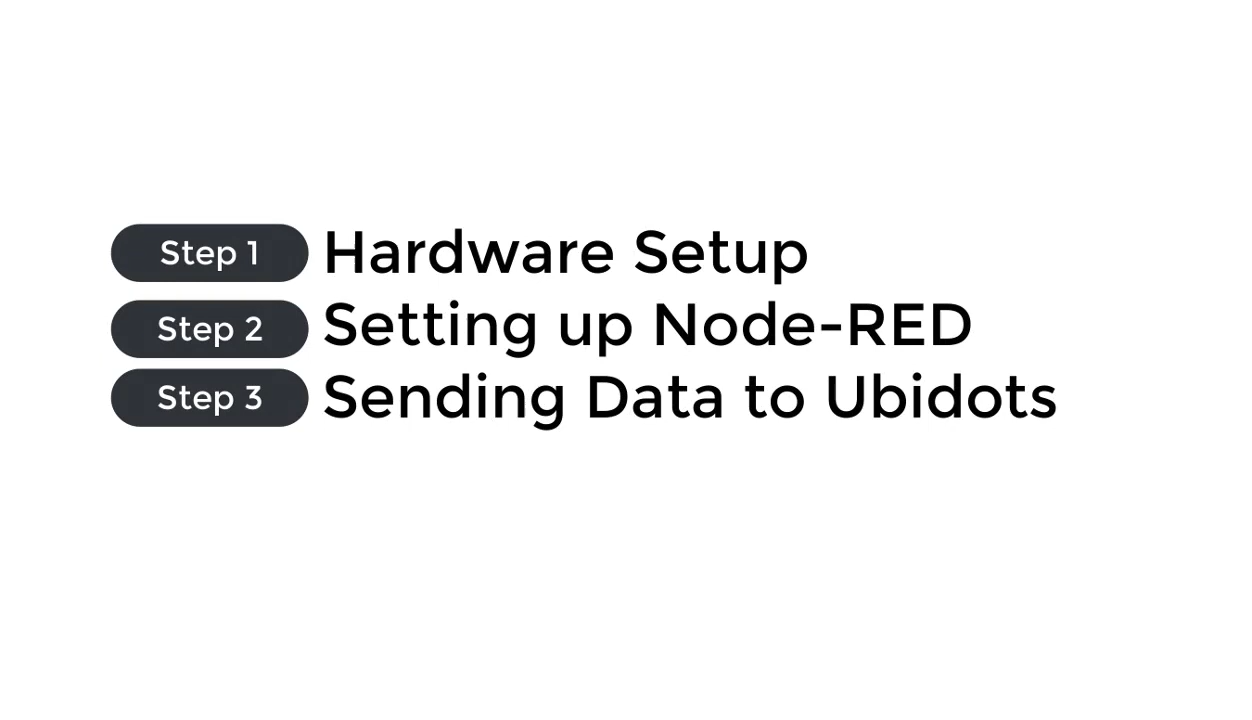 Step 1 Hardware Setup
Step 2 Setting up Node-RED
Step 3 Sending Data to Ubidots